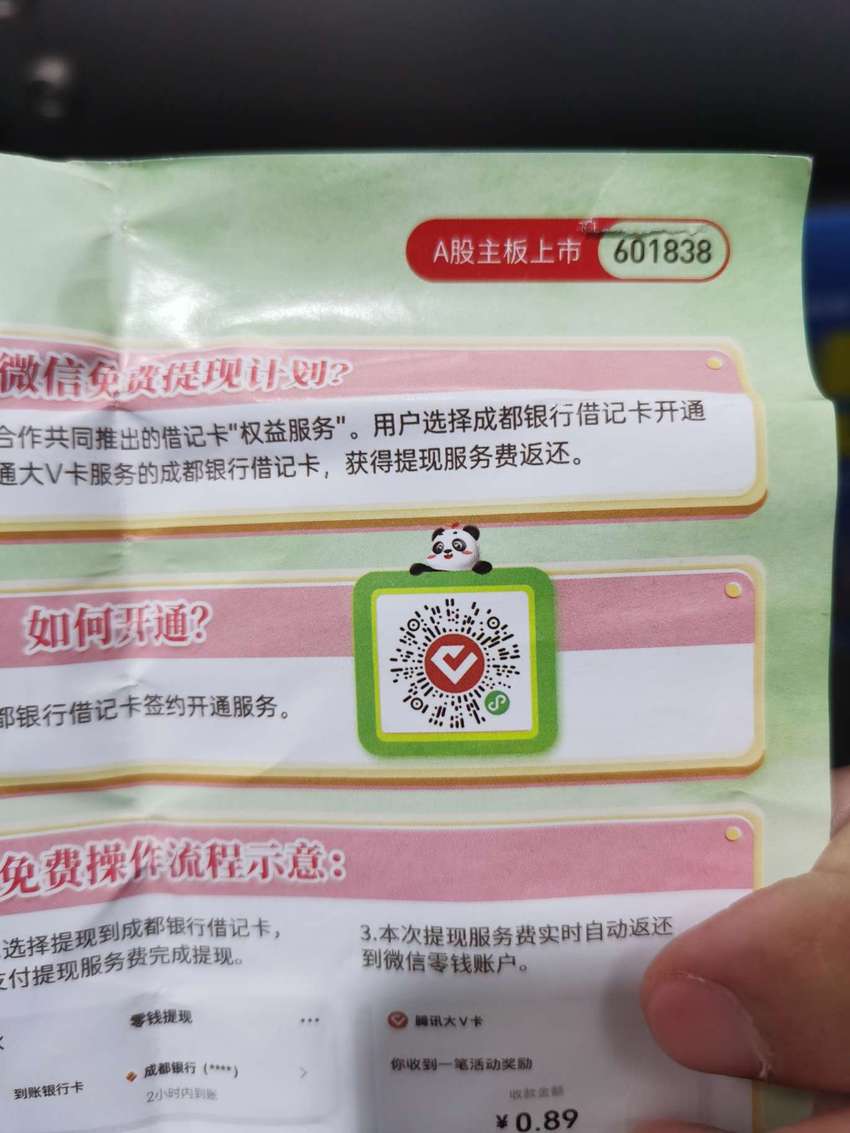 A股主板上市 601838
微信免费提现计划?
合作共同推出的借记卡"权益服务"。用户选择成都银行借记卡开通
通大V卡服务的成都银行借记卡，获得提现服务费返还。
如何开通?
都银行借记卡签约开通服务。
免费操作流程示意：
选择提现到成都银行借记卡，
支付提现服务费完成提现。
3.本次提现服务费实时自动返还
到微信零钱账户。
零钱提现
···
到账银行卡
成都银行（****）
2小时内到账
腾讯大V卡
你收到一笔活动奖励
收款金额
¥0.89